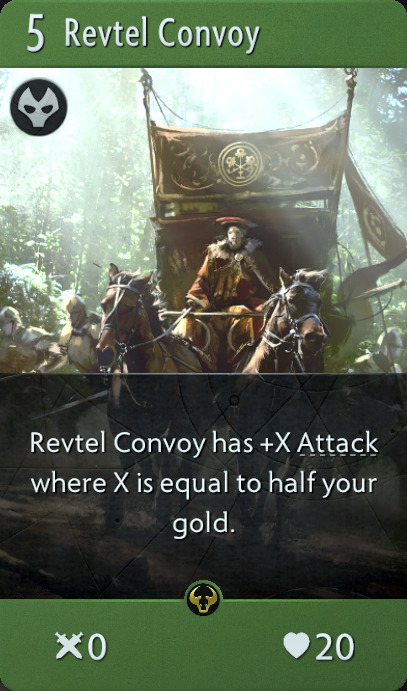 5 Revtel Convoy
Revtel Convoy has +X Attack
where X is equal to half your
gold.
0 20